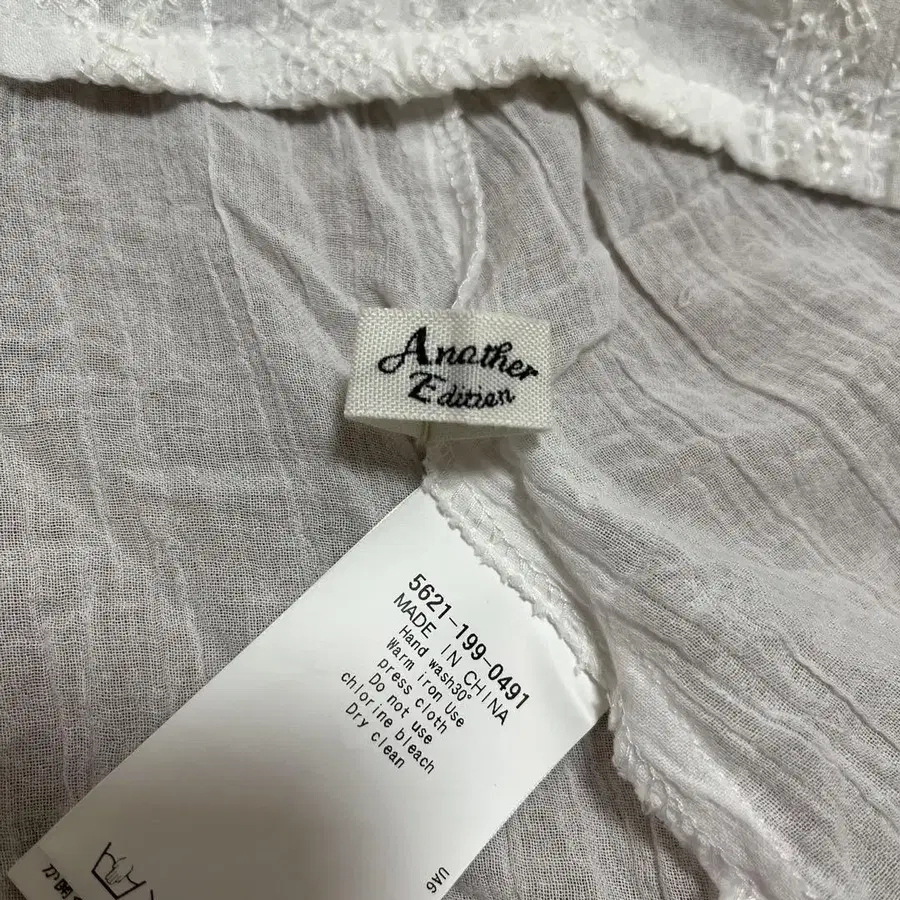 Another
Edition
5621-199-0491
MADE IN CHINA
Hand wash30°
Warm iron Use
press cloth
Do not use
chlorine bleach
Dry clean
UA6